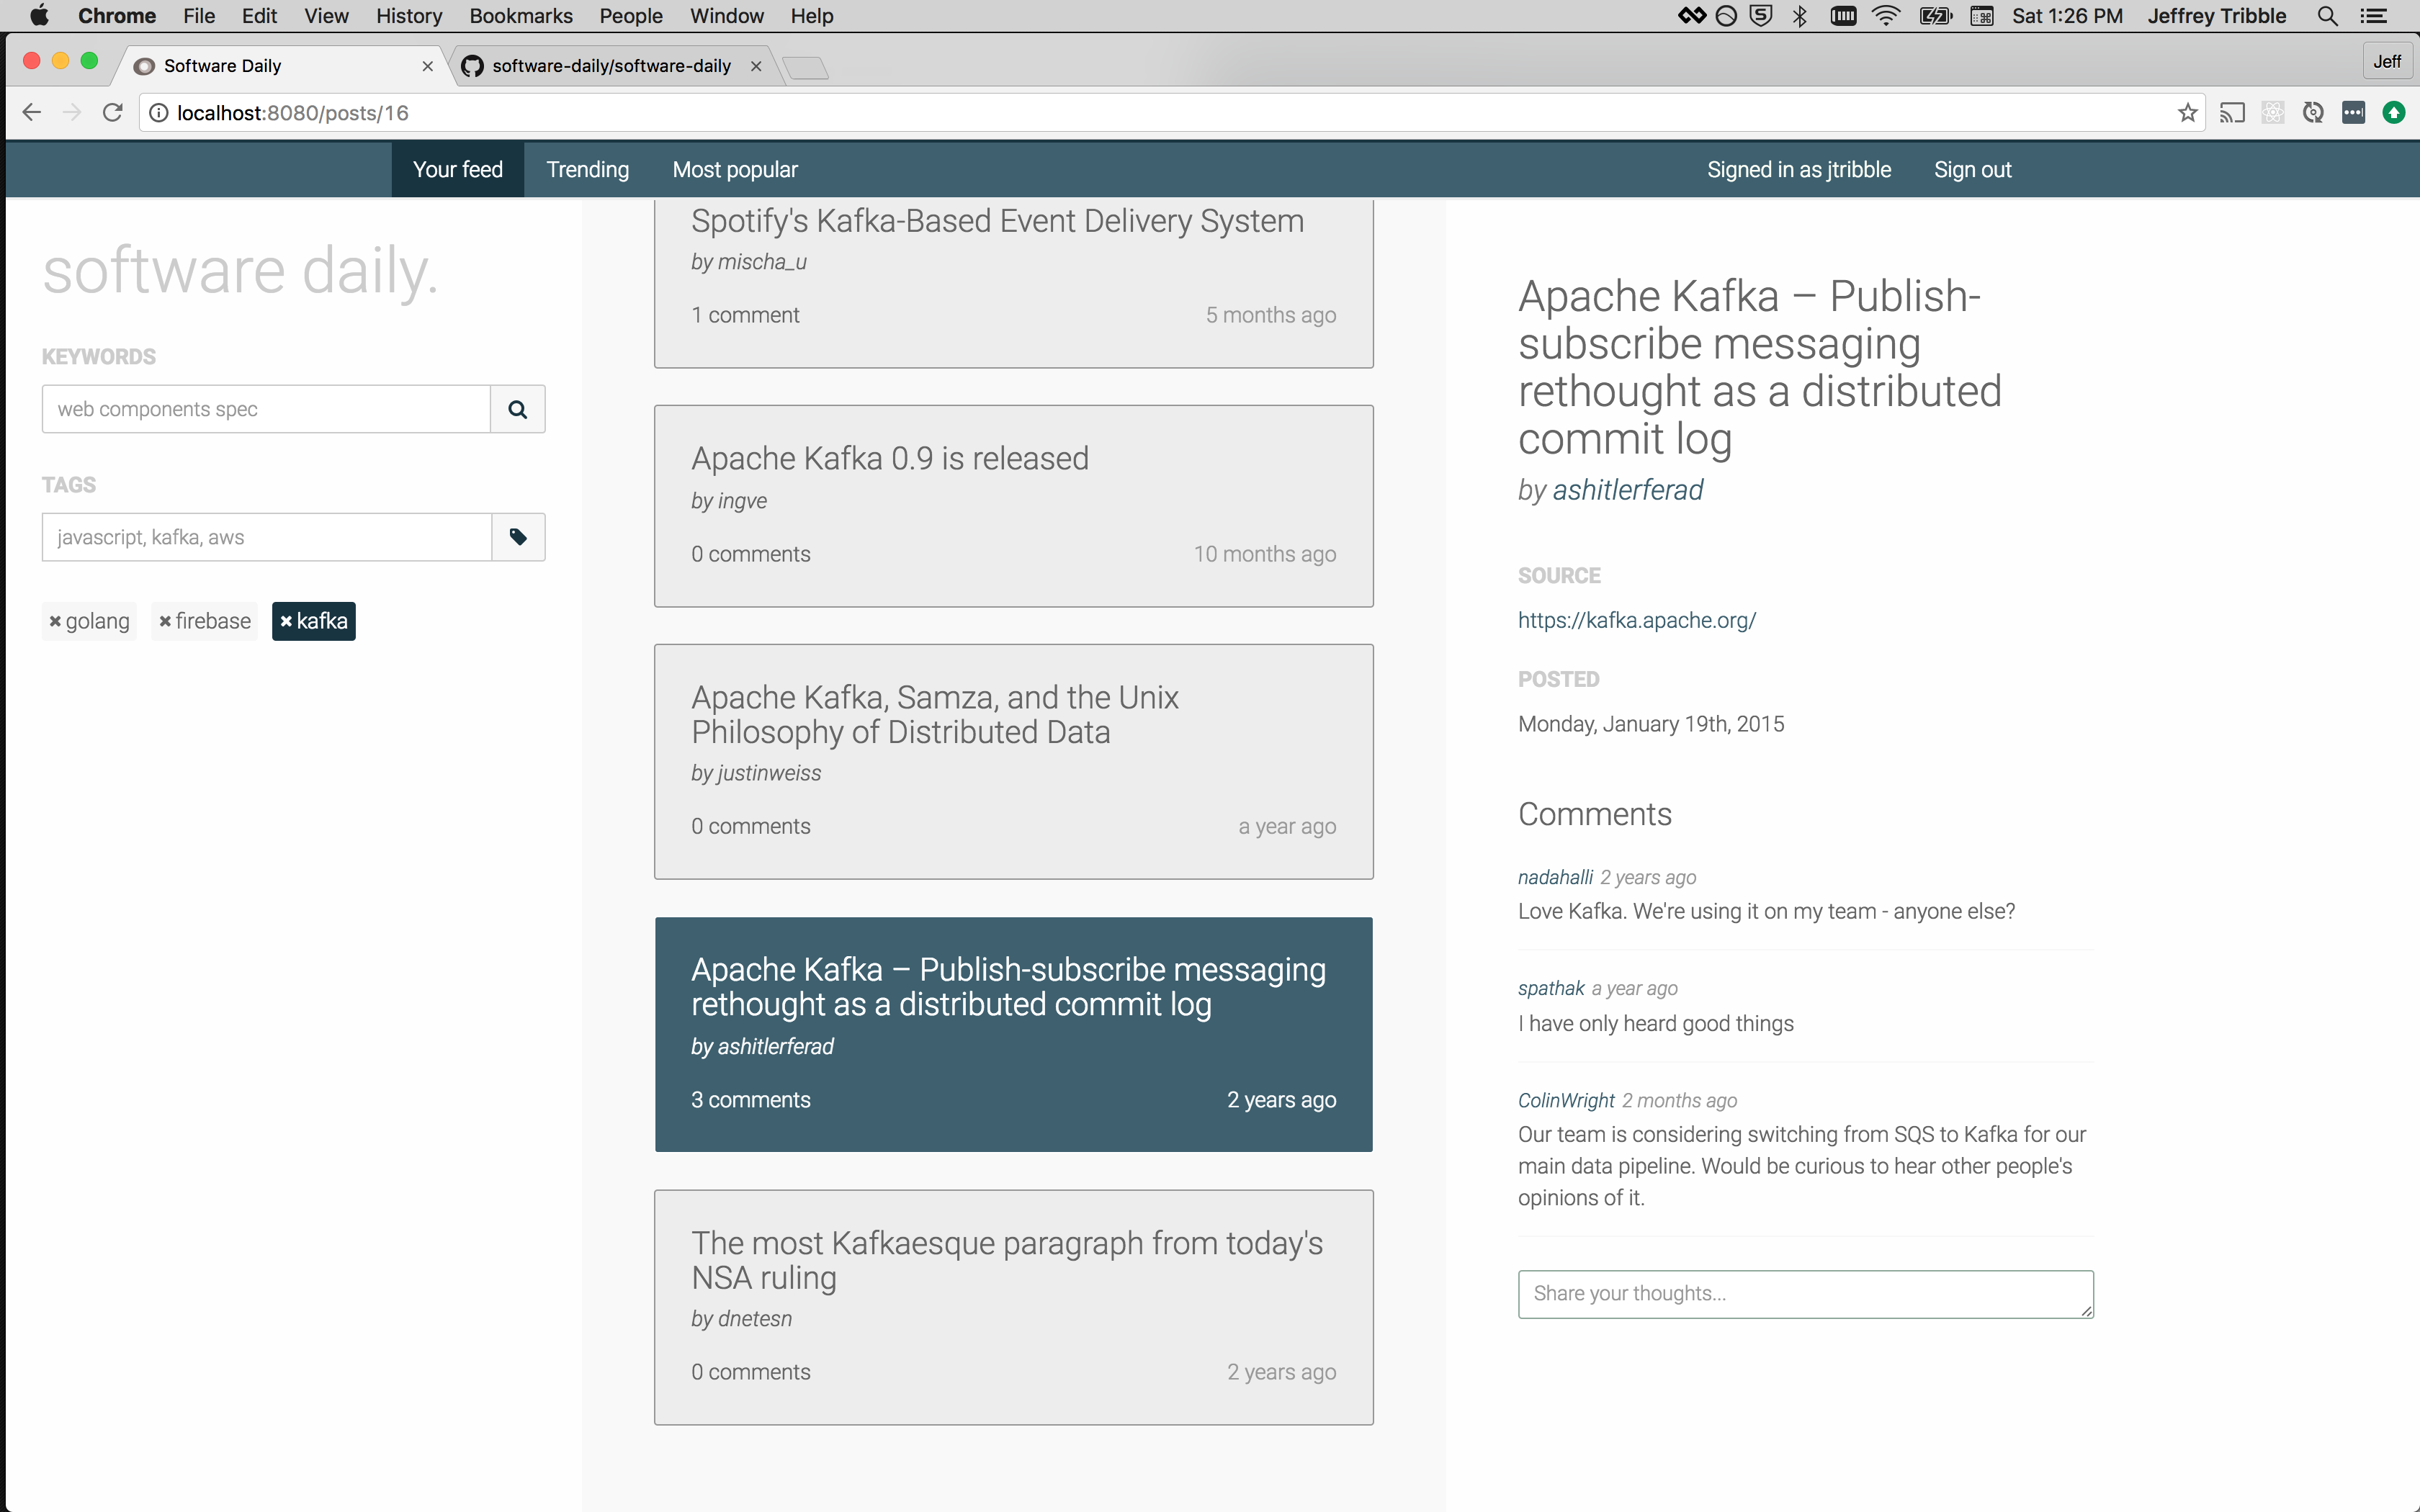 Chrome File Edit View History Bookmarks People Window Help Sat 1:26 PM Jeffrey Tribble
Software Daily software-daily/software-daily Jeff
localhost:8080/posts/16
Your feed Trending Most popular Signed in as jtribble Sign out
software daily.
KEYWORDS
web components spec
TAGS
javascript, kafka, aws
golang firebase kafka
Spotify's Kafka-Based Event Delivery System
by mischa_u
1 comment 5 months ago
Apache Kafka 0.9 is released
by ingve
0 comments 10 months ago
Apache Kafka, Samza, and the Unix
Philosophy of Distributed Data
by justinweiss
0 comments a year ago
Apache Kafka – Publish-subscribe messaging
rethought as a distributed commit log
by ashitlerferad
3 comments 2 years ago
The most Kafkaesque paragraph from today's
NSA ruling
by dnetesn
0 comments 2 years ago
Apache Kafka – Publish-
subscribe messaging
rethought as a distributed
commit log
by ashitlerferad
SOURCE
https://kafka.apache.org/
POSTED
Monday, January 19th, 2015
Comments
nadahalli 2 years ago
Love Kafka. We're using it on my team - anyone else?
spathak a year ago
I have only heard good things
ColinWright 2 months ago
Our team is considering switching from SQS to Kafka for our
main data pipeline. Would be curious to hear other people's
opinions of it.
Share your thoughts...